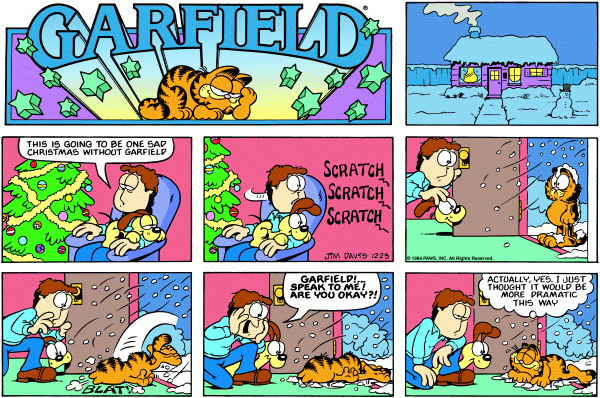 GARFIELD®
THIS IS GOING TO BE ONE SAD
CHRISTMAS WITHOUT GARFIELD
SCRATCH
SCRATCH
SCRATCH
JIM DAVIS 12-23
© 1984 PAWS, INC. All Rights Reserved.
BLAT!
GARFIELD!...
SPEAK TO ME!
ARE YOU OKAY?!
ACTUALLY, YES. I JUST
THOUGHT IT WOULD BE
MORE DRAMATIC
THIS WAY